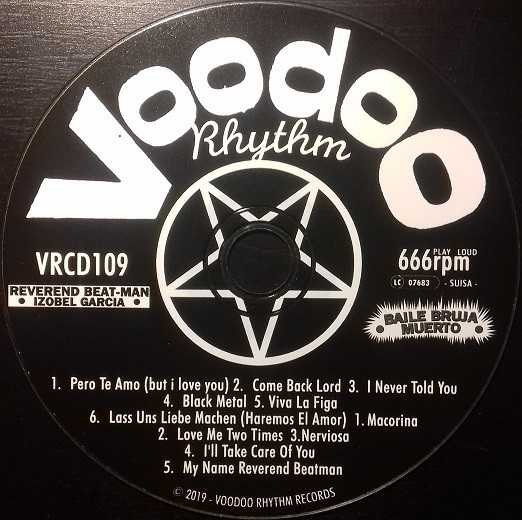 Voodoo
Rhythm
VRCD109
666rpm
PLAY LOUD
LC 07683 - SUISA -
REVEREND BEAT-MAN
• IZOBEL GARCIA •
BAILE BRUJA
MUERTO
1. Pero Te Amo (but i love you) 2. Come Back Lord 3. I Never Told You
4. Black Metal 5. Viva La Figa
6. Lass Uns Liebe Machen (Haremos El Amor) 1. Macorina
2. Love Me Two Times 3.Nerviosa
4. I'll Take Care Of You
5. My Name Reverend Beatman
© 2019 - VOODOO RHYTHM RECORDS